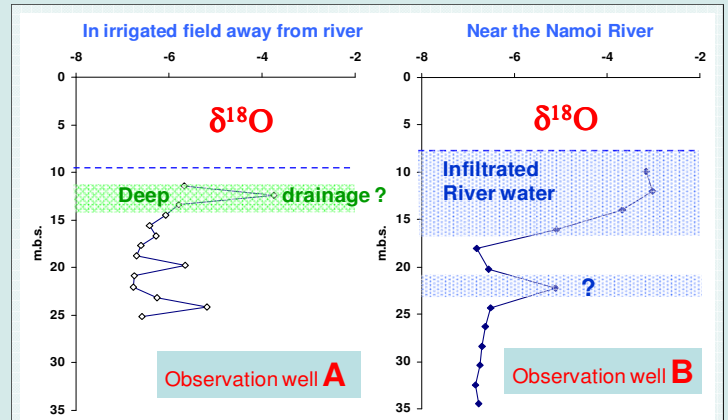 In irrigated field away from river
-8 -6 -4 -2
0
5
10
15
20
25
30
35
m.b.s.
δ¹⁸O
Deep drainage ?
Observation well A
Near the Namoi River
-8 -6 -4 -2
0
5
10
15
20
25
30
35
m.b.s.
δ¹⁸O
Infiltrated
River water
?
Observation well B